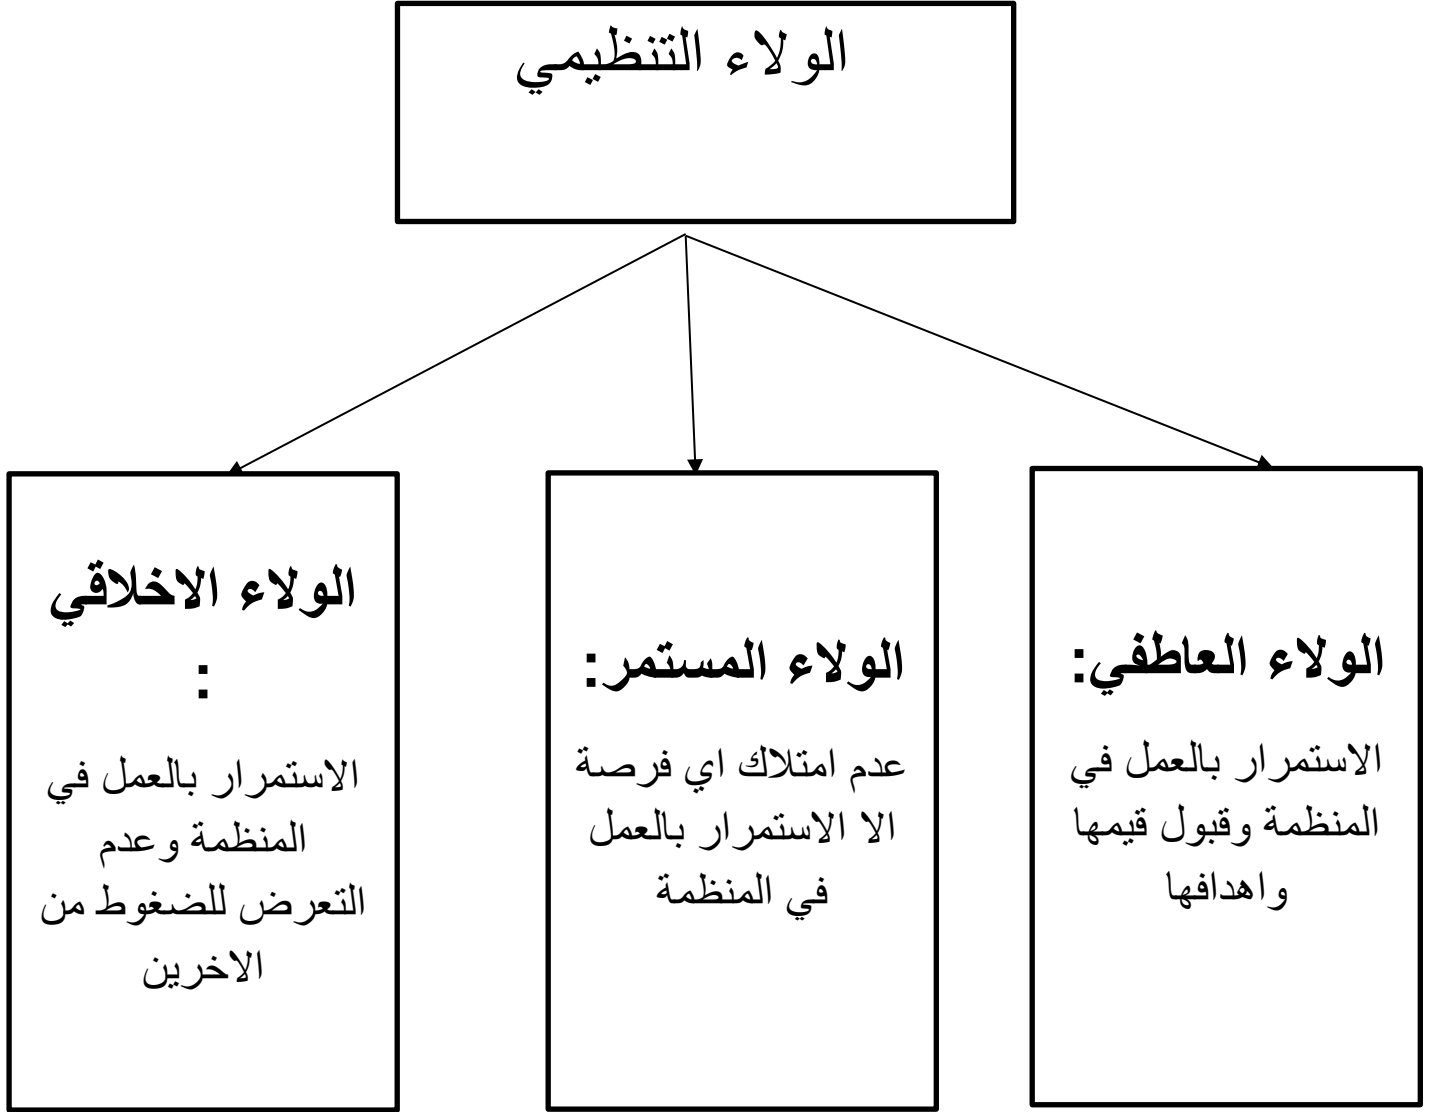 الولاء التنظيمي
الولاء العاطفي:
الاستمرار بالعمل في
المنظمة وقبول قيمها
واهدافها
الولاء المستمر:
عدم امتلاك اي فرصة
الا الاستمرار بالعمل
في المنظمة
الولاء الاخلاقي
:
الاستمرار بالعمل في
المنظمة وعدم
التعرض للضغوط من
الاخرين